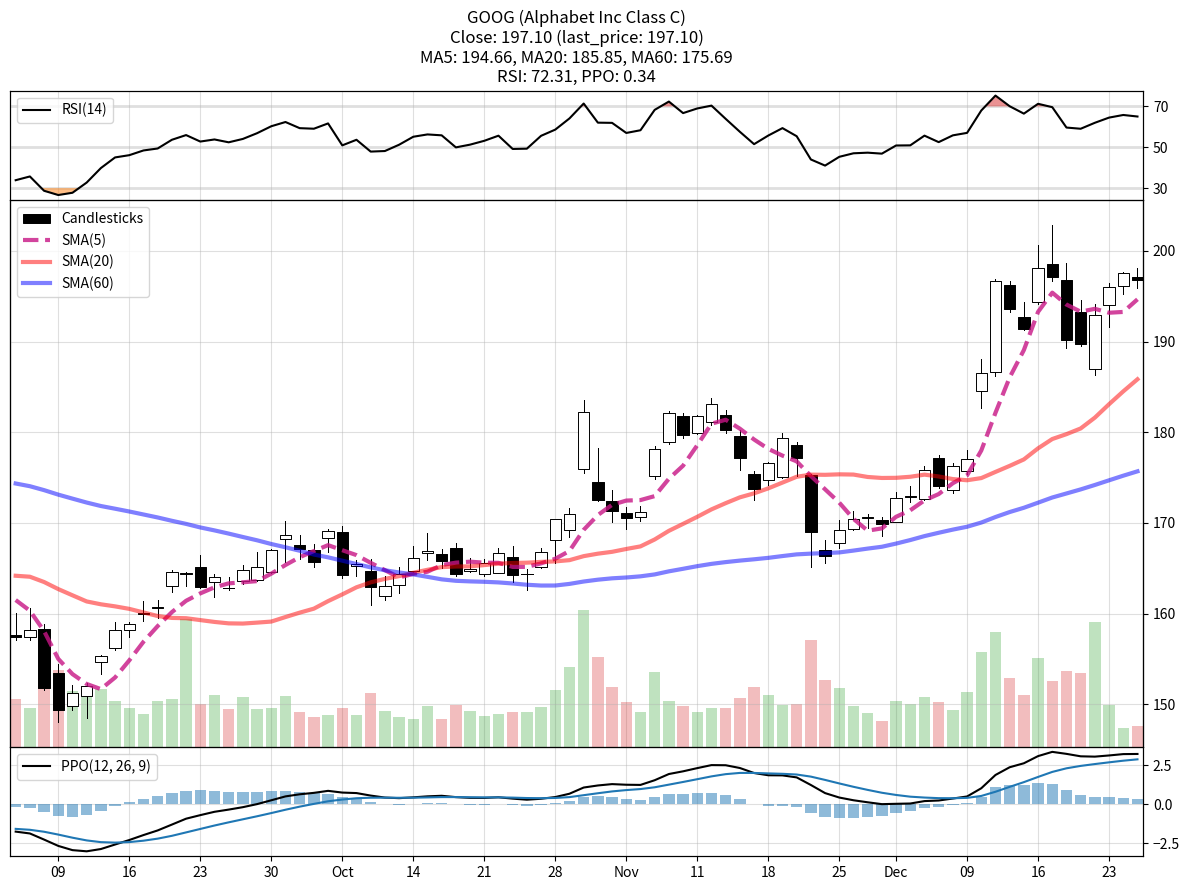 GOOG (Alphabet Inc Class C)
Close: 197.10 (last_price: 197.10)
MA5: 194.66, MA20: 185.85, MA60: 175.69
RSI: 72.31, PPO: 0.34
RSI(14)
70
50
30
Candlesticks
SMA(5)
SMA(20)
SMA(60)
200
190
180
170
160
150
PPO(12, 26, 9)
2.5
0.0
−2.5
09 16 23 30 Oct 14 21 28 Nov 11 18 25 Dec 09 16 23